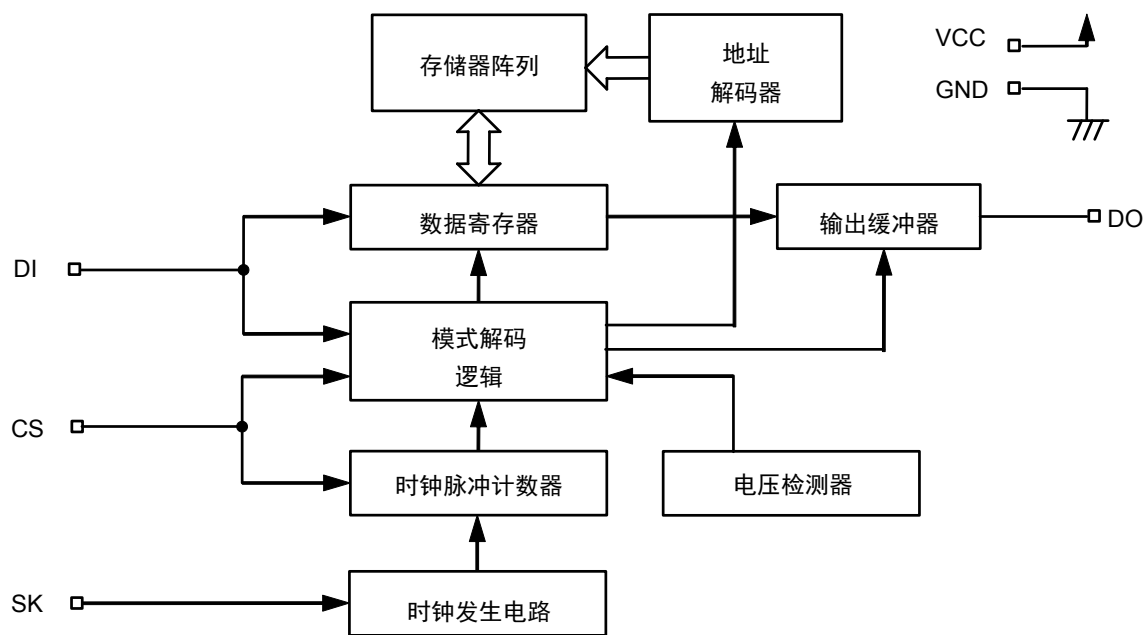 存储器阵列
地址
解码器
VCC
GND
数据寄存器
输出缓冲器
DO
DI
模式解码
逻辑
CS
时钟脉冲计数器
电压检测器
SK
时钟发生电路